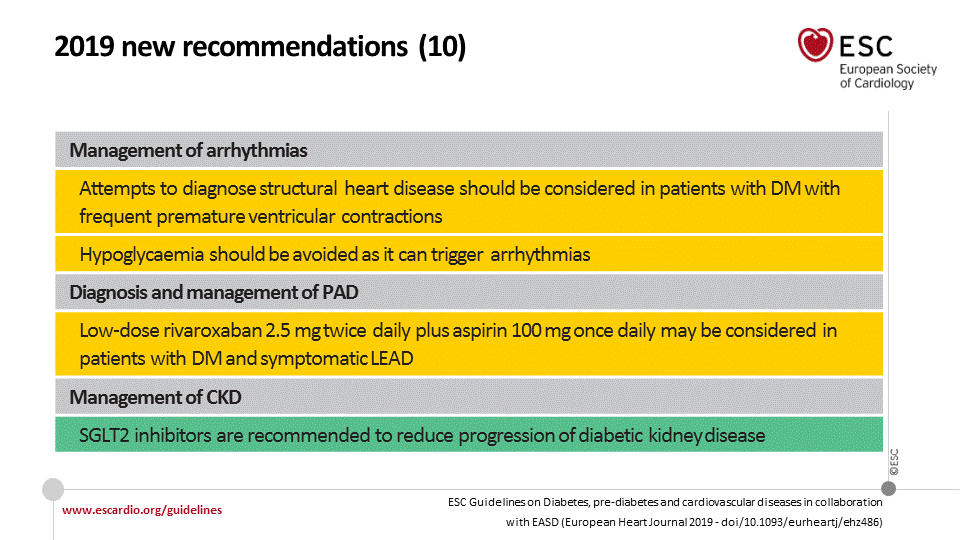 2019 new recommendations (10)
ESC
European Society
of Cardiology
Management of arrhythmias
Attempts to diagnose structural heart disease should be considered in patients with DM with
frequent premature ventricular contractions
Hypoglycaemia should be avoided as it can trigger arrhythmias
Diagnosis and management of PAD
Low-dose rivaroxaban 2.5 mg twice daily plus aspirin 100 mg once daily may be considered in
patients with DM and symptomatic LEAD
Management of CKD
SGLT2 inhibitors are recommended to reduce progression of diabetic kidney disease
©ESC
www.escardio.org/guidelines
ESC Guidelines on Diabetes, pre-diabetes and cardiovascular diseases in collaboration
with EASD (European Heart Journal 2019 - doi/10.1093/eurheartj/ehz486)